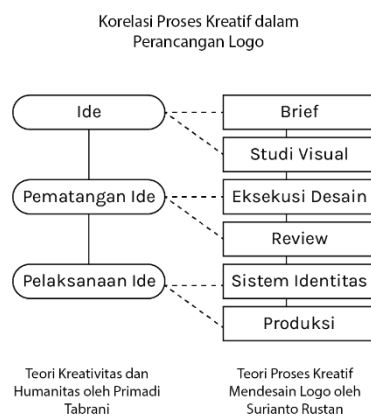 Korelasi Proses Kreatif dalam
Perancangan Logo
Ide
Brief
Studi Visual
Pematangan Ide
Eksekusi Desain
Review
Pelaksanaan Ide
Sistem Identitas
Produksi
Teori Kreativitas dan
Humanitas oleh Primadi
Tabrani
Teori Proses Kreatif
Mendesain Logo oleh
Surianto Rustan